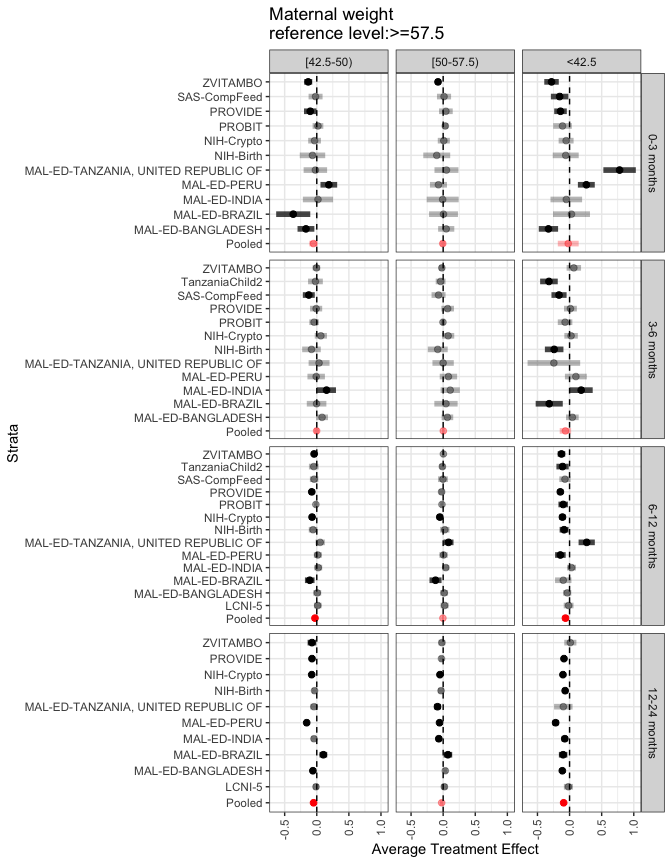 Maternal weight
reference level:>=57.5
[42.5-50)
[50-57.5)
<42.5
Strata
0-3 months
ZVITAMBO
SAS-CompFeed
PROVIDE
PROBIT
NIH-Crypto
NIH-Birth
MAL-ED-TANZANIA, UNITED REPUBLIC OF
MAL-ED-PERU
MAL-ED-INDIA
MAL-ED-BRAZIL
MAL-ED-BANGLADESH
Pooled
3-6 months
ZVITAMBO
TanzaniaChild2
SAS-CompFeed
PROVIDE
PROBIT
NIH-Crypto
NIH-Birth
MAL-ED-TANZANIA, UNITED REPUBLIC OF
MAL-ED-PERU
MAL-ED-INDIA
MAL-ED-BRAZIL
MAL-ED-BANGLADESH
Pooled
6-12 months
ZVITAMBO
TanzaniaChild2
SAS-CompFeed
PROVIDE
PROBIT
NIH-Crypto
NIH-Birth
MAL-ED-TANZANIA, UNITED REPUBLIC OF
MAL-ED-PERU
MAL-ED-INDIA
MAL-ED-BRAZIL
MAL-ED-BANGLADESH
LCNI-5
Pooled
12-24 months
ZVITAMBO
PROVIDE
NIH-Crypto
NIH-Birth
MAL-ED-TANZANIA, UNITED REPUBLIC OF
MAL-ED-PERU
MAL-ED-INDIA
MAL-ED-BRAZIL
MAL-ED-BANGLADESH
LCNI-5
Pooled
-0.5 0.0 0.5 1.0 -0.5 0.0 0.5 1.0 -0.5 0.0 0.5 1.0
Average Treatment Effect